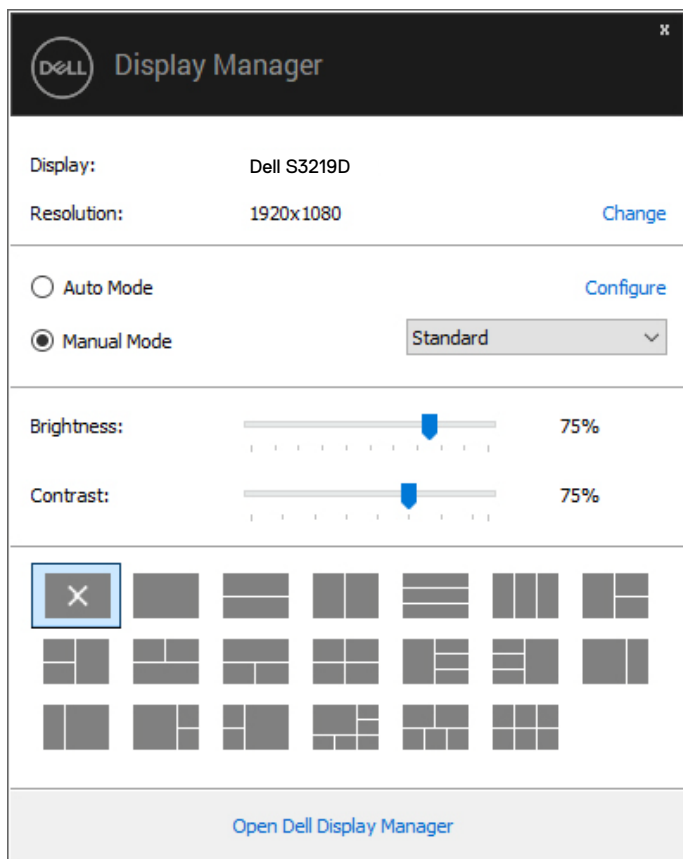 x
DELL Display Manager
Display: Dell S3219D
Resolution: 1920x1080 Change
Auto Mode Configure
Manual Mode Standard
Brightness: 75%
Contrast: 75%
Open Dell Display Manager